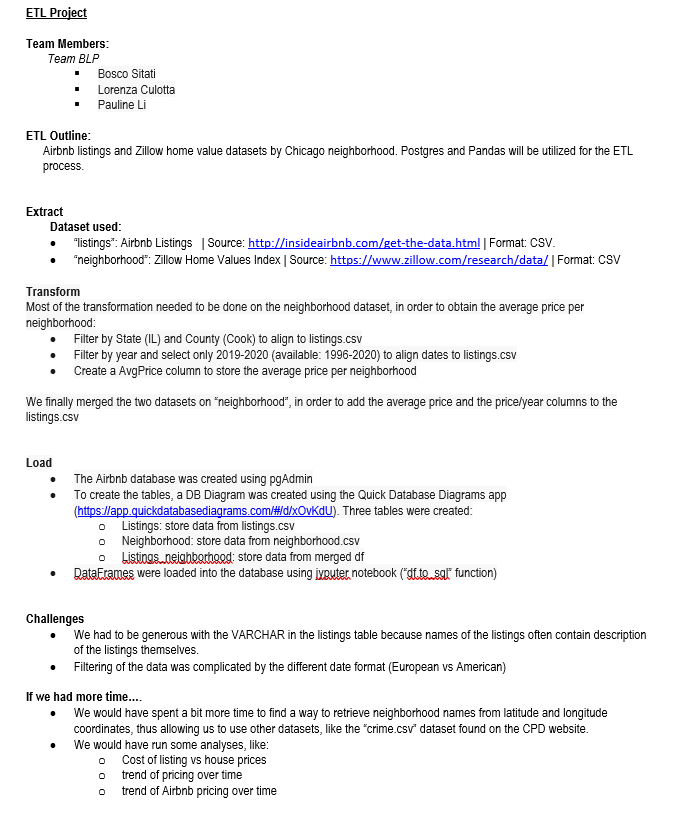 ETL Project
Team Members:
Team BLP
▪ Bosco Sitati
▪ Lorenza Culotta
▪ Pauline Li
ETL Outline:
Airbnb listings and Zillow home value datasets by Chicago neighborhood. Postgres and Pandas will be utilized for the ETL
process.
Extract
Dataset used:
• “listings”: Airbnb Listings | Source: http://insideairbnb.com/get-the-data.html | Format: CSV.
• “neighborhood”: Zillow Home Values Index | Source: https://www.zillow.com/research/data/ | Format: CSV
Transform
Most of the transformation needed to be done on the neighborhood dataset, in order to obtain the average price per
neighborhood:
• Filter by State (IL) and County (Cook) to align to listings.csv
• Filter by year and select only 2019-2020 (available: 1996-2020) to align dates to listings.csv
• Create a AvgPrice column to store the average price per neighborhood
We finally merged the two datasets on “neighborhood”, in order to add the average price and the price/year columns to the
listings.csv
Load
• The Airbnb database was created using pgAdmin
• To create the tables, a DB Diagram was created using the Quick Database Diagrams app
(https://app.quickdatabasediagrams.com/#/d/xOvKdU). Three tables were created:
o Listings: store data from listings.csv
o Neighborhood: store data from neighborhood.csv
o Listings_neighborhood: store data from merged df
• DataFrames were loaded into the database using jyputer notebook (“df.to_sql” function)
Challenges
• We had to be generous with the VARCHAR in the listings table because names of the listings often contain description
of the listings themselves.
• Filtering of the data was complicated by the different date format (European vs American)
If we had more time….
• We would have spent a bit more time to find a way to retrieve neighborhood names from latitude and longitude
coordinates, thus allowing us to use other datasets, like the “crime.csv” dataset found on the CPD website.
• We would have run some analyses, like:
o Cost of listing vs house prices
o trend of pricing over time
o trend of Airbnb pricing over time